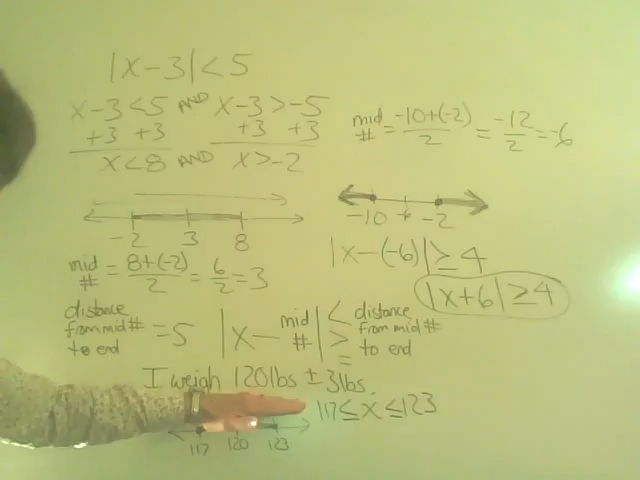 |x-3|<5
x-3<5 AND x-3>-5
+3 +3 +3 +3
x<8 AND x>-2
-2 3 8
mid # = 8+(-2)/2 = 6/2 = 3
distance from mid # to end = 5
mid # = -10+(-2)/2 = -12/2 = -6
-10 -2
|x-(-6)|≥4
|x+6|≥4
|x - mid #| < > = distance from mid # to end
I weigh 120lbs ± 3lbs.
117≤x≤123
117 120 123